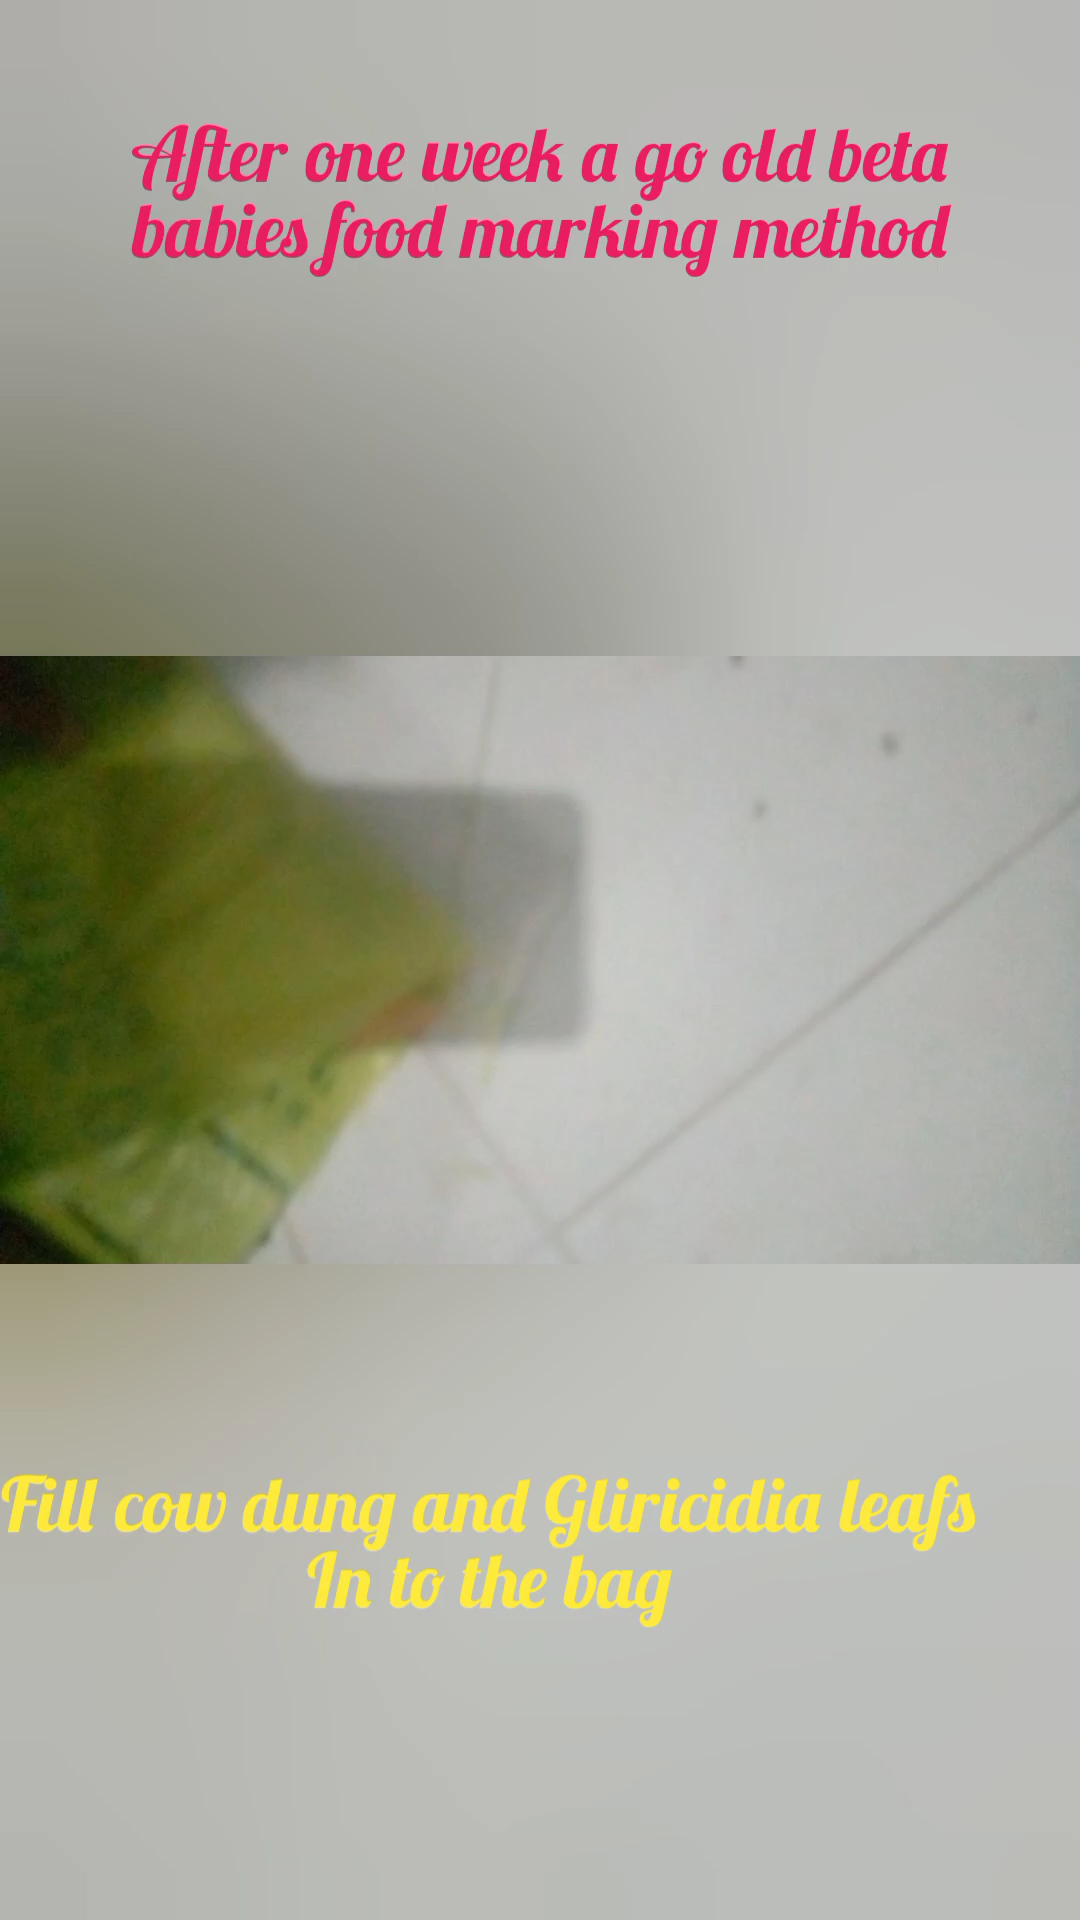 After one week a go old beta
babies food marking method
Fill cow dung and Gliricidia leafs
In to the bag